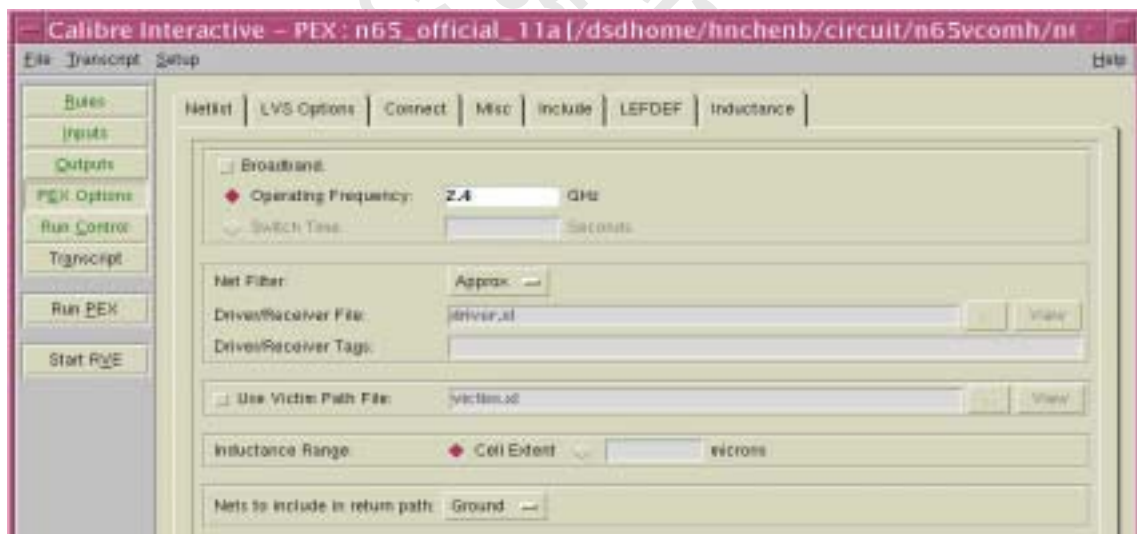 Calibre Interactive - PEX : n65_official_11a [/dsdhome/hnchenb/circuit/n65vcomh/n
File Transcript Setup Help
Rules
Inputs
Outputs
PEX Options
Run Control
Transcript
Run PEX
Start RVE
Netlist LVS Options Connect Misc Include LEFDEF Inductance
Broadband:
Operating Frequency: 2.4 GHz
Switch Time: Seconds
Net Filter: Approx
Driver/Receiver File: driver.xl View
Driver/Receiver Tags:
Use Victim Path File: victim.xl View
Inductance Range: Cell Extent microns
Nets to include in return path: Ground